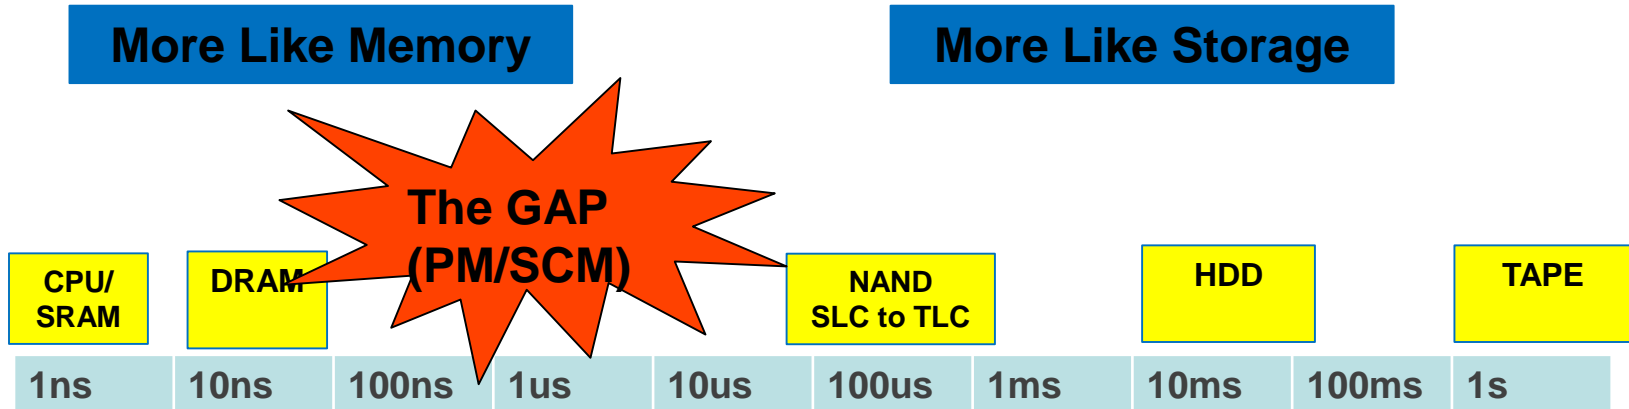 More Like Memory
More Like Storage
The GAP
(PM/SCM)
CPU/
SRAM
DRAM
NAND
SLC to TLC
HDD
TAPE
1ns 10ns 100ns 1us 10us 100us 1ms 10ms 100ms 1s